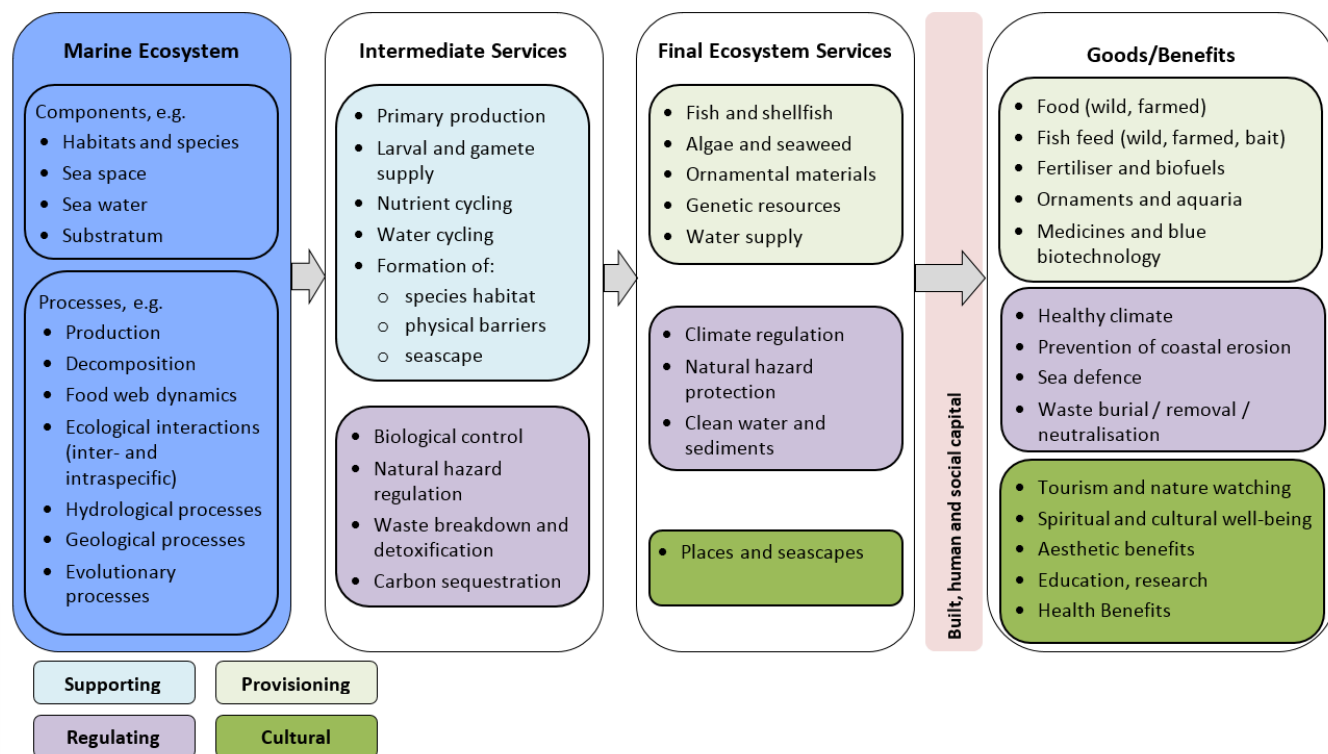 Marine Ecosystem
Components, e.g.
• Habitats and species
• Sea space
• Sea water
• Substratum
Processes, e.g.
• Production
• Decomposition
• Food web dynamics
• Ecological interactions
(inter- and
intraspecific)
• Hydrological processes
• Geological processes
• Evolutionary
processes
Intermediate Services
• Primary production
• Larval and gamete
supply
• Nutrient cycling
• Water cycling
• Formation of:
o species habitat
o physical barriers
o seascape
• Biological control
• Natural hazard
regulation
• Waste breakdown and
detoxification
• Carbon sequestration
Final Ecosystem Services
• Fish and shellfish
• Algae and seaweed
• Ornamental materials
• Genetic resources
• Water supply
• Climate regulation
• Natural hazard
protection
• Clean water and
sediments
• Places and seascapes
Built, human and social capital
Goods/Benefits
• Food (wild, farmed)
• Fish feed (wild, farmed, bait)
• Fertiliser and biofuels
• Ornaments and aquaria
• Medicines and blue
biotechnology
• Healthy climate
• Prevention of coastal erosion
• Sea defence
• Waste burial / removal /
neutralisation
• Tourism and nature watching
• Spiritual and cultural well-being
• Aesthetic benefits
• Education, research
• Health Benefits
Supporting
Provisioning
Regulating
Cultural